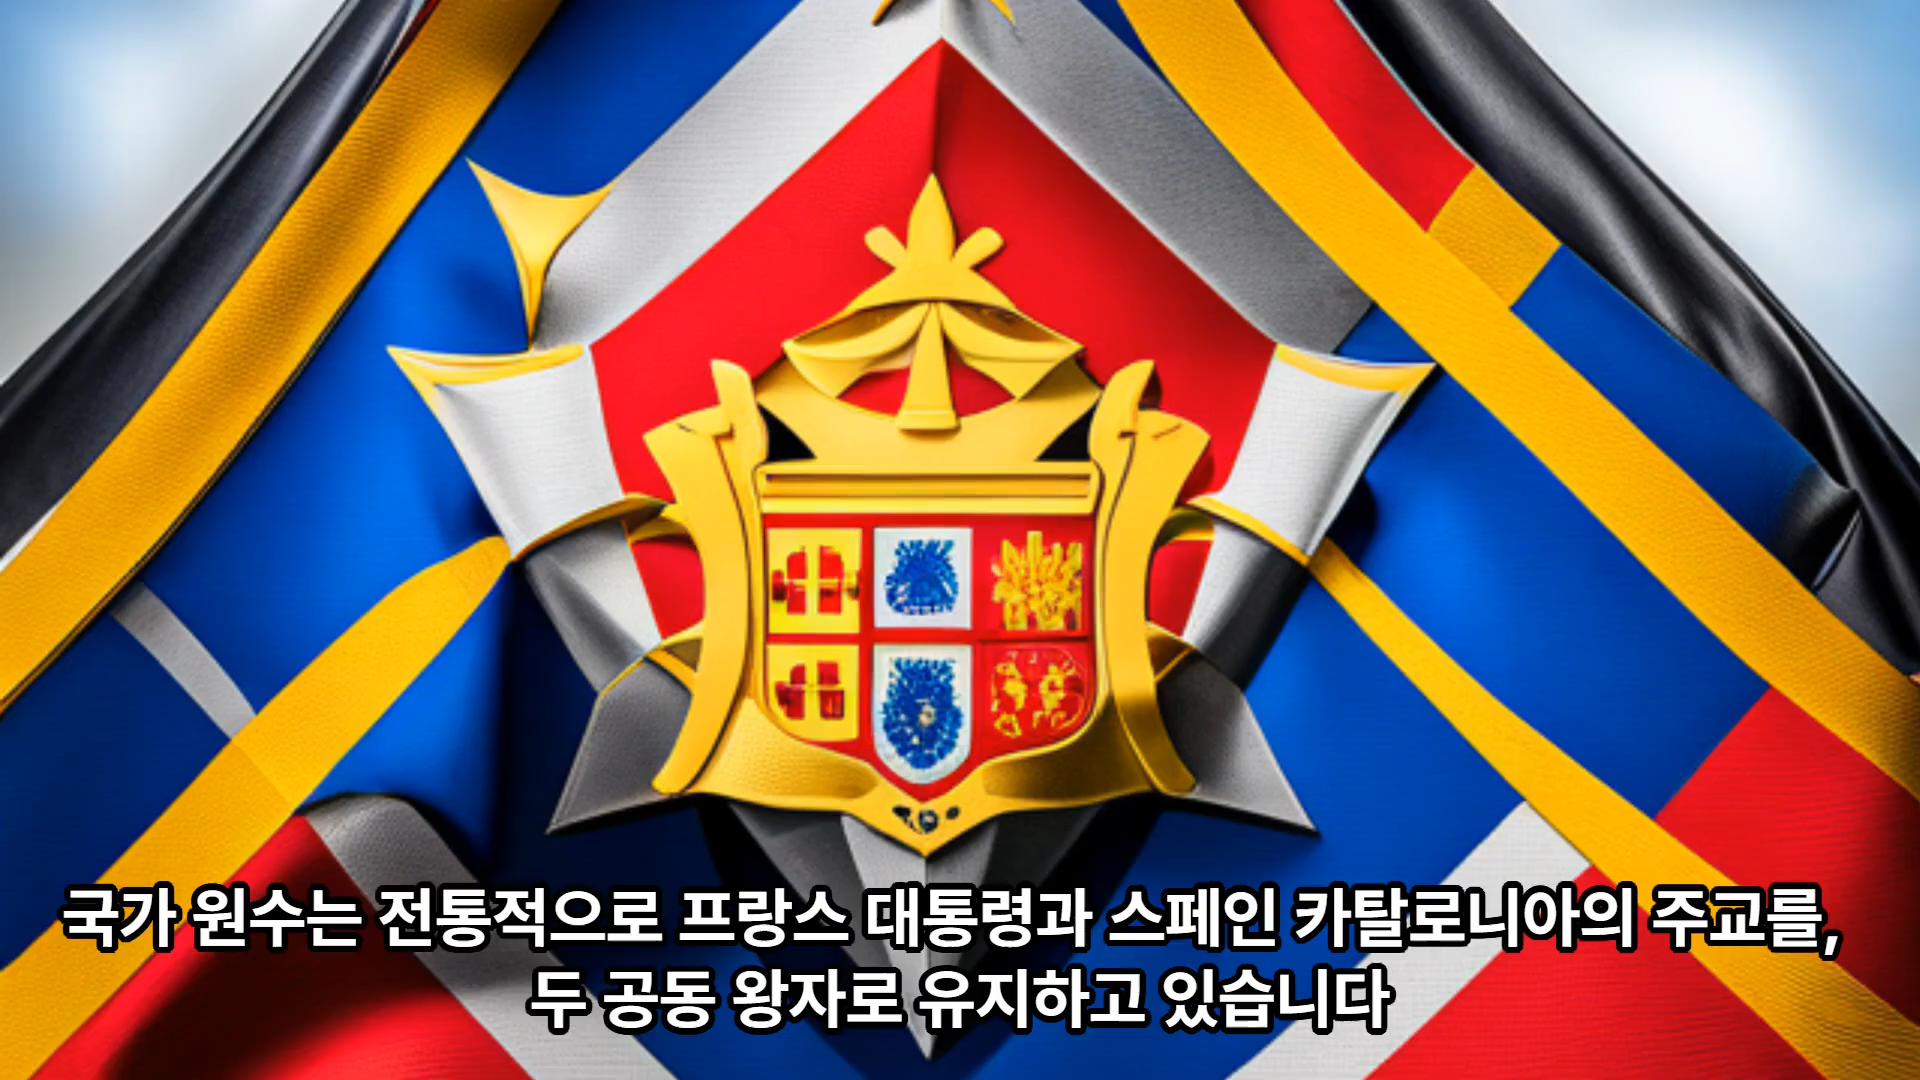 국가 원수는 전통적으로 프랑스 대통령과 스페인 카탈로니아의 주교를,
두 공동 왕자로 유지하고 있습니다